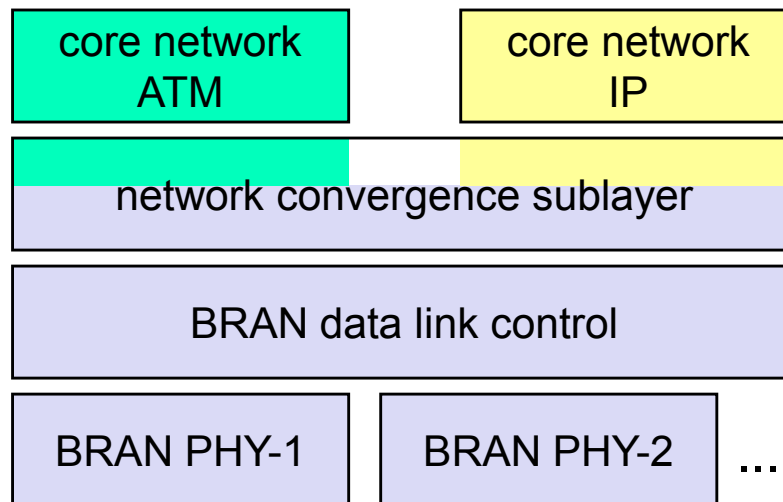 core network
ATM
core network
IP
network convergence sublayer
BRAN data link control
BRAN PHY-1
BRAN PHY-2
...